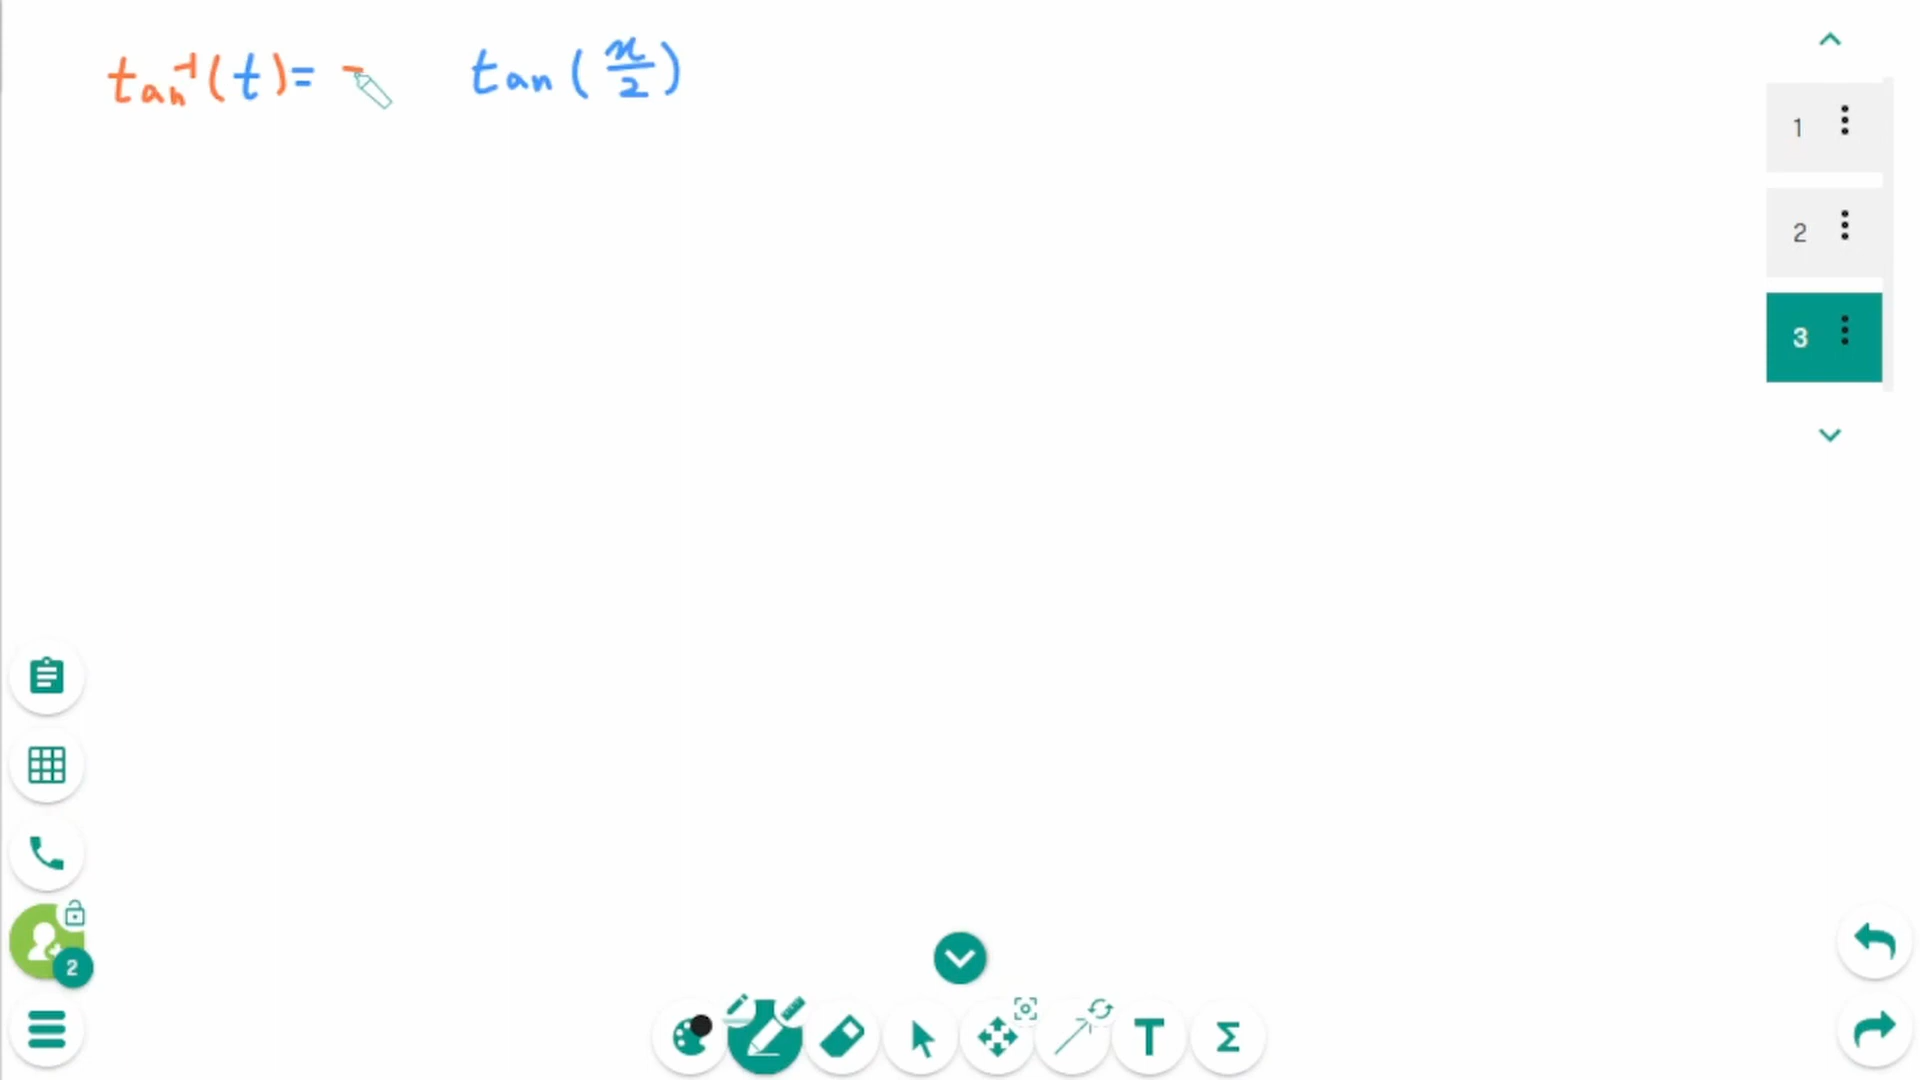 tan⁻¹(t)= - tan(x/2)
1
2
3
2
T
Σ